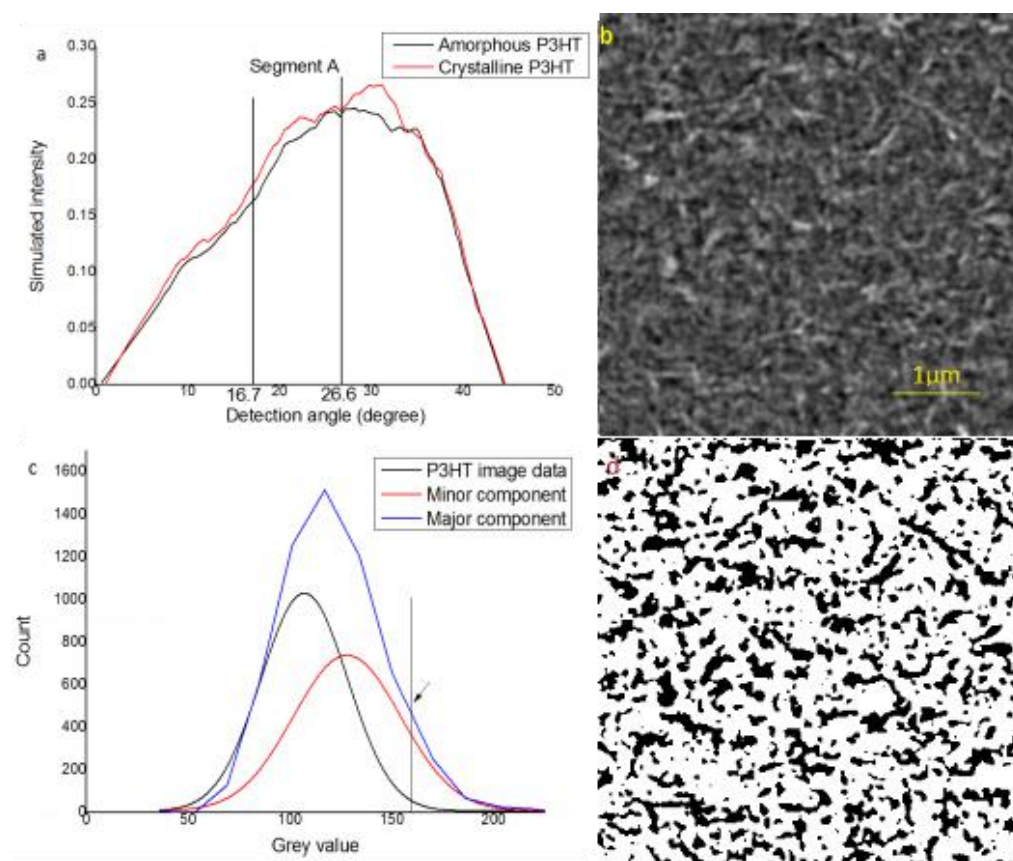 a
0.30
0.25
0.20
0.15
0.10
0.05
0.00
Simulated intensity
Segment A
Amorphous P3HT
Crystalline P3HT
0
10
16.7
20
26.6
30
40
50
Detection angle (degree)
b
1µm
c
1600
1400
1200
1000
800
600
400
200
0
Count
P3HT image data
Minor component
Major component
0
50
100
150
200
Grey value
d